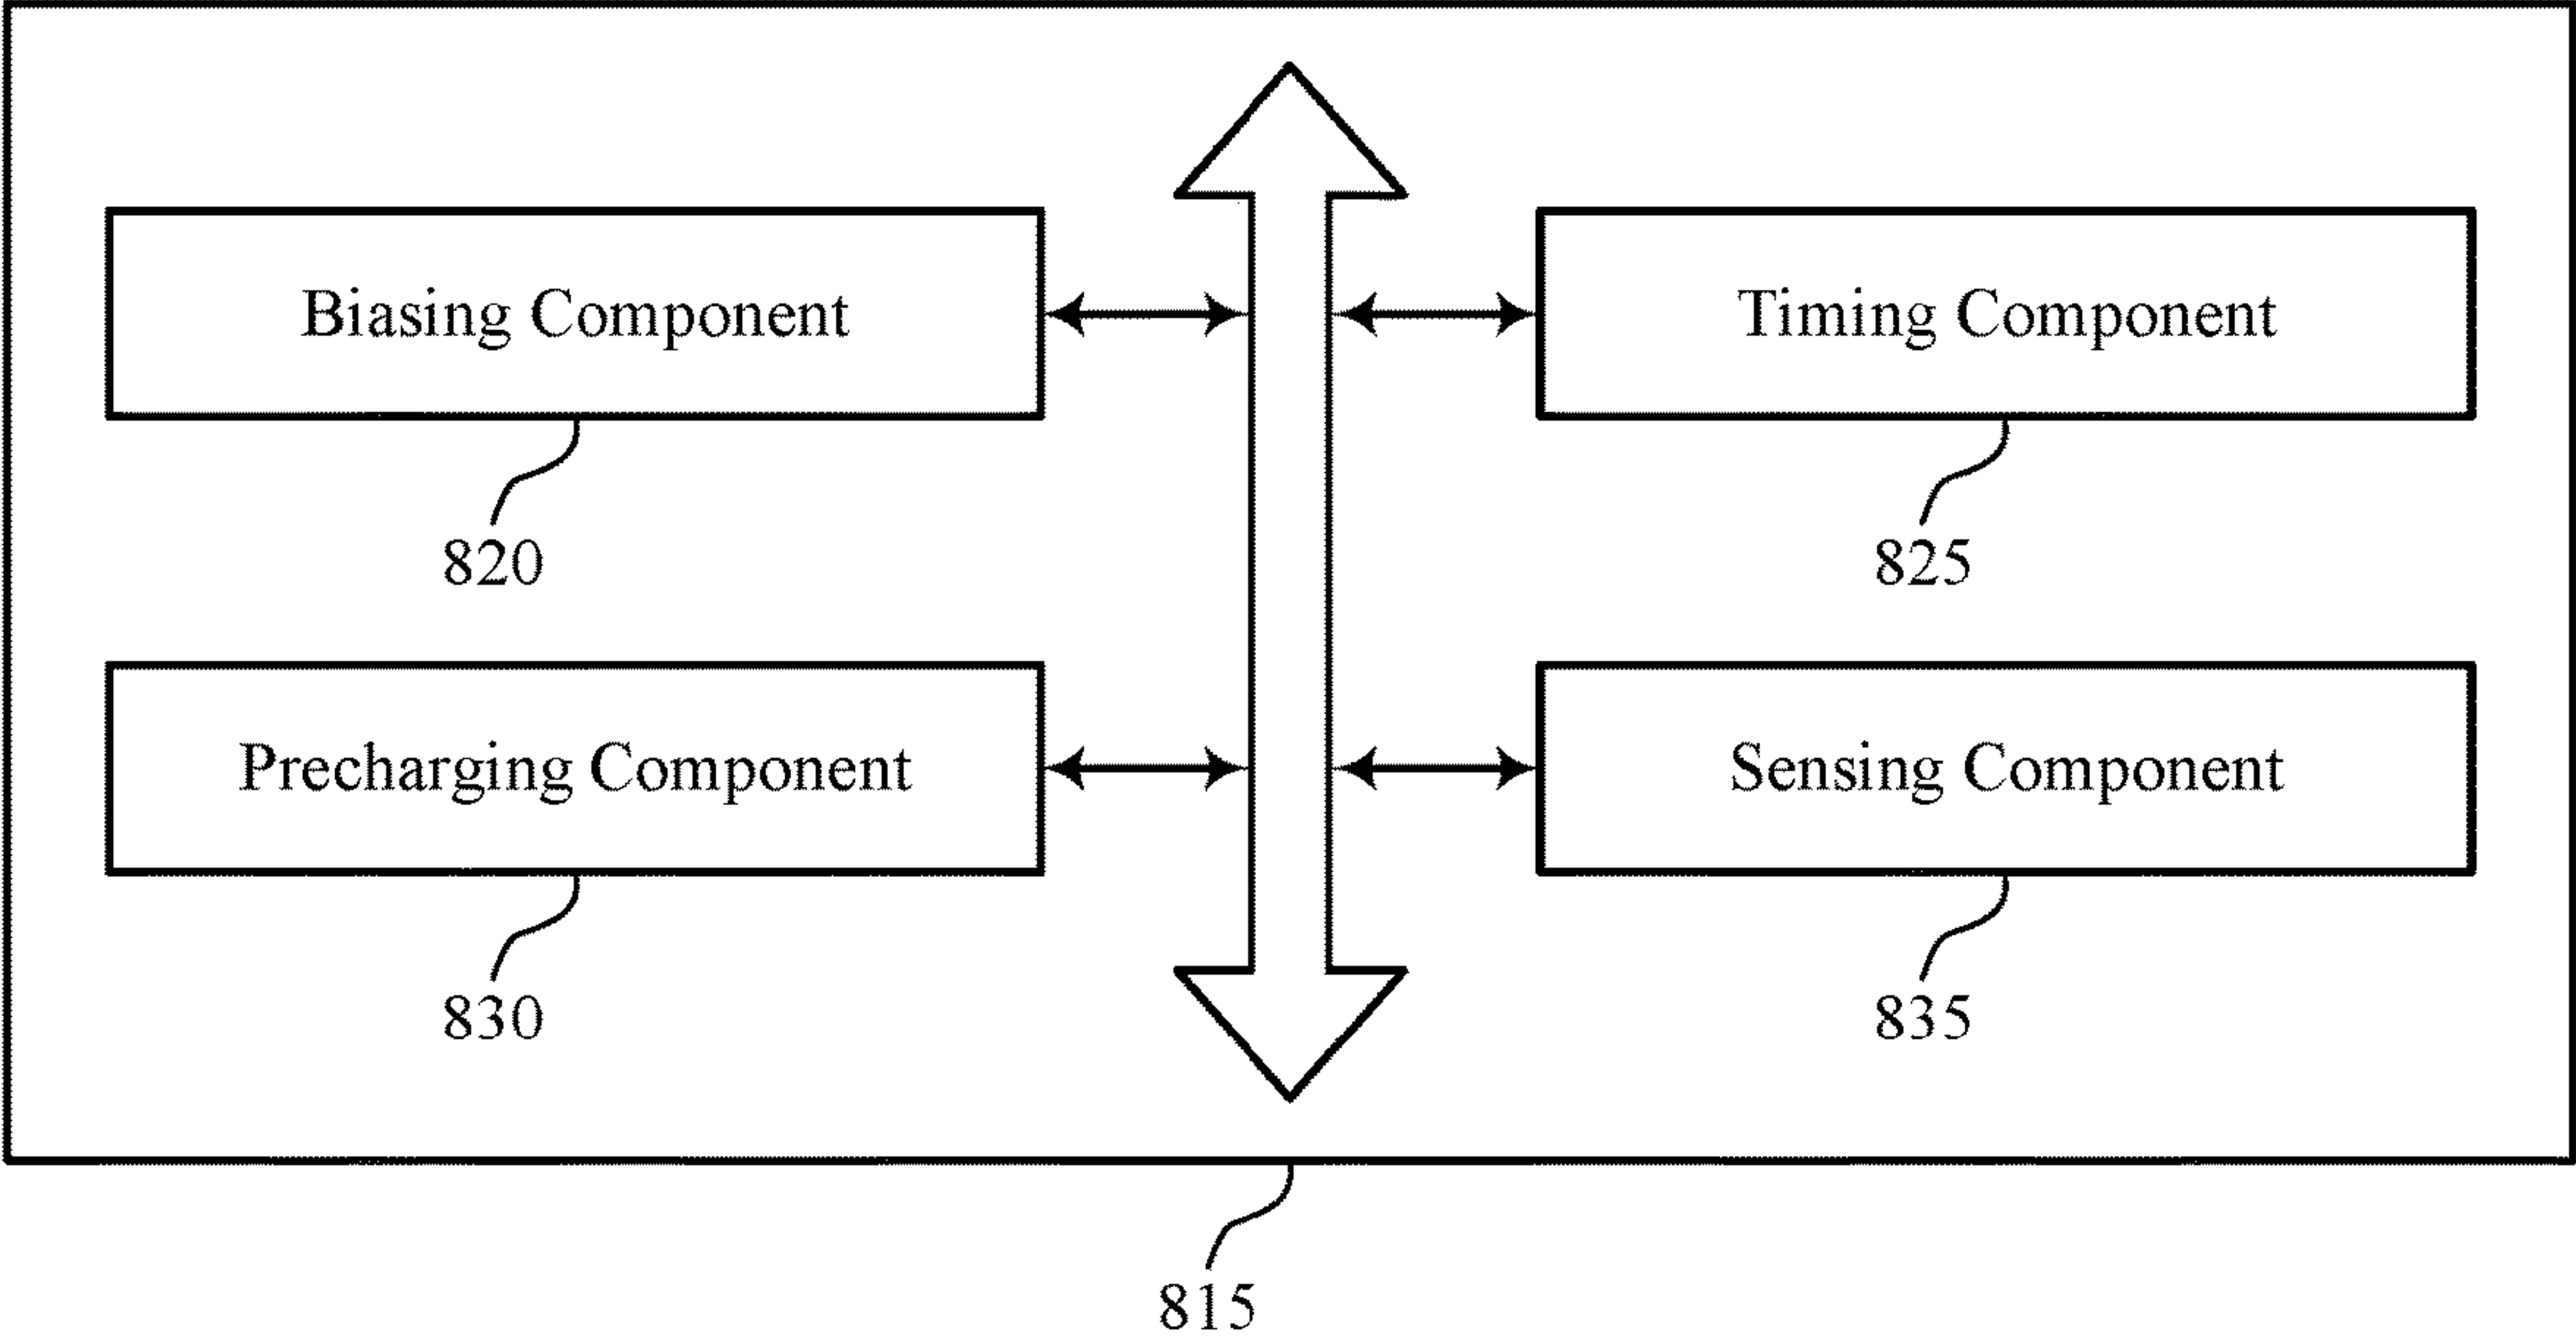 Biasing Component
Timing Component
820
825
Precharging Component
Sensing Component
830
835
815